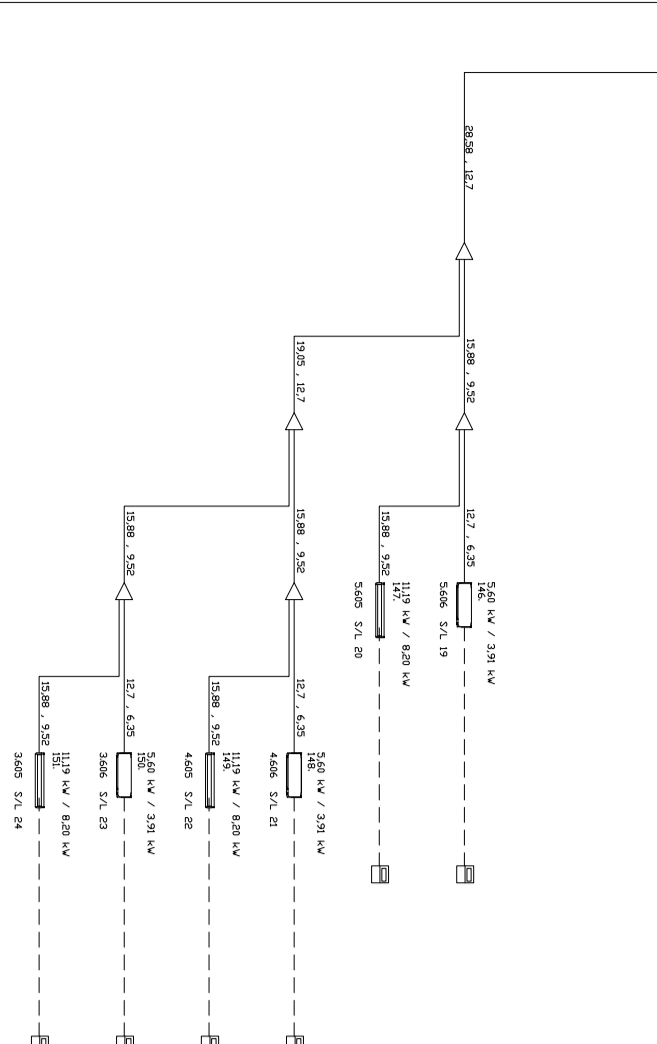 28,58 , 12,7
15,88 , 9,52
19,05 , 12,7
12,7 , 6,35
15,88 , 9,52
5,60 kW / 3,91 kW
146.
5.606 S/L 19
11,19 kW / 8,20 kW
147.
5.605 S/L 20
15,88 , 9,52
15,88 , 9,52
12,7 , 6,35
15,88 , 9,52
12,7 , 6,35
15,88 , 9,52
5,60 kW / 3,91 kW
148.
4.606 S/L 21
11,19 kW / 8,20 kW
149.
4.605 S/L 22
5,60 kW / 3,91 kW
150.
3.606 S/L 23
11,19 kW / 8,20 kW
151.
3.605 S/L 24